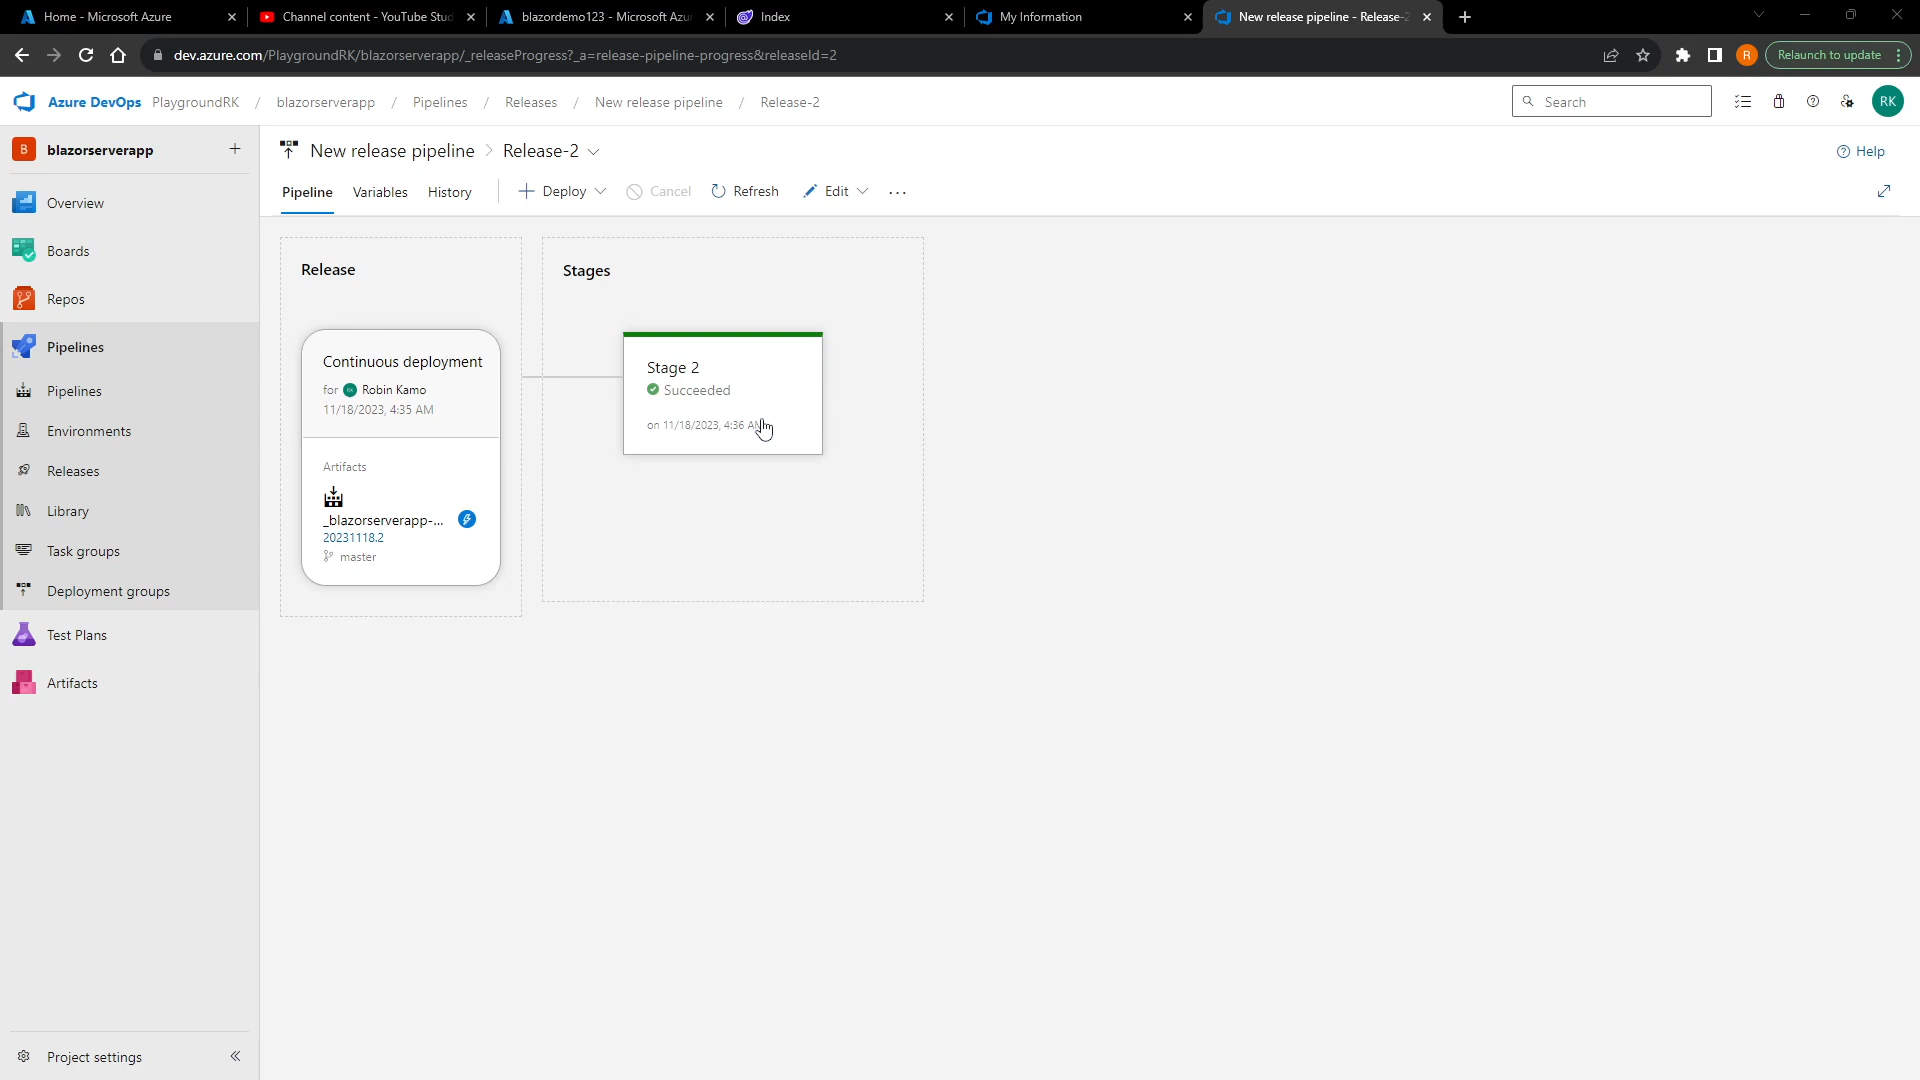 Home - Microsoft Azure
Channel content - YouTube Stud
blazordemo123 - Microsoft Azur
Index
My Information
New release pipeline - Release-2
dev.azure.com/PlaygroundRK/blazorserverapp/_releaseProgress?_a=release-pipeline-progress&releaseId=2
R
Relaunch to update
Azure DevOps PlaygroundRK / blazorserverapp / Pipelines / Releases / New release pipeline / Release-2
Search
RK
B blazorserverapp
New release pipeline > Release-2
Help
Pipeline Variables History Deploy Cancel Refresh Edit ...
Overview
Boards
Repos
Pipelines
Pipelines
Environments
Releases
Library
Task groups
Deployment groups
Test Plans
Artifacts
Project settings
Release
Continuous deployment
for Robin Kamo
11/18/2023, 4:35 AM
Artifacts
_blazorserverapp-...
20231118.2
master
Stages
Stage 2
Succeeded
on 11/18/2023, 4:36 AM